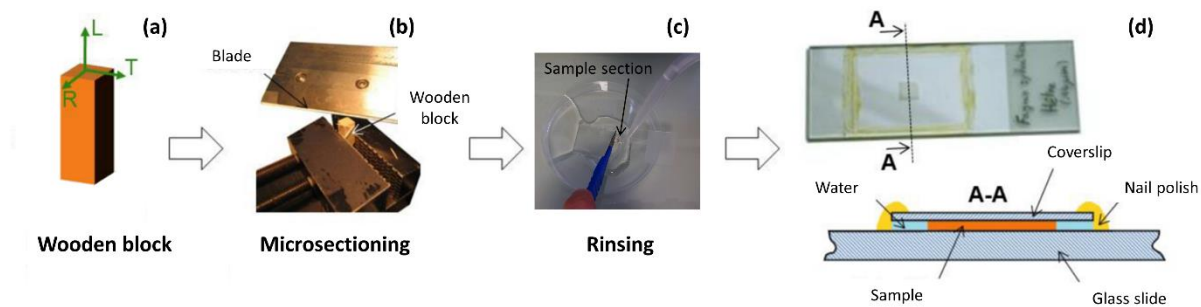 (a)
L
T
R
Wooden block
(b)
Blade
Wooden
block
Microsectioning
(c)
Sample section
Rinsing
(d)
A
A
A-A
Coverslip
Water
Nail polish
Sample
Glass slide